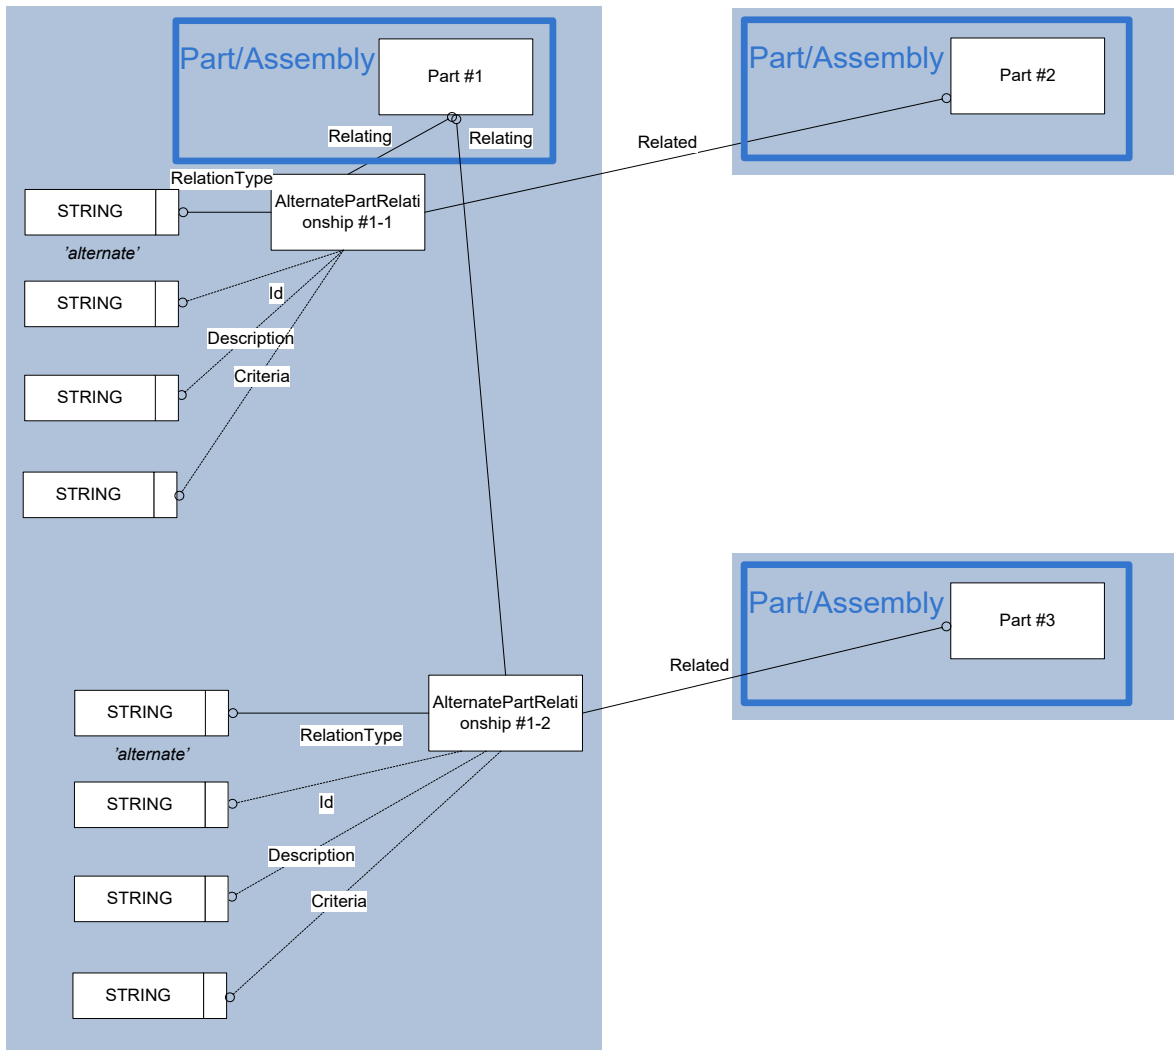 Part/Assembly
Part #1
Part/Assembly
Part #2
Relating
Relating
Related
RelationType
STRING
AlternatePartRelati
onship #1-1
'alternate'
STRING
Id
Description
Criteria
STRING
STRING
Part/Assembly
Part #3
Related
STRING
AlternatePartRelati
onship #1-2
RelationType
'alternate'
STRING
Id
Description
STRING
Criteria
STRING